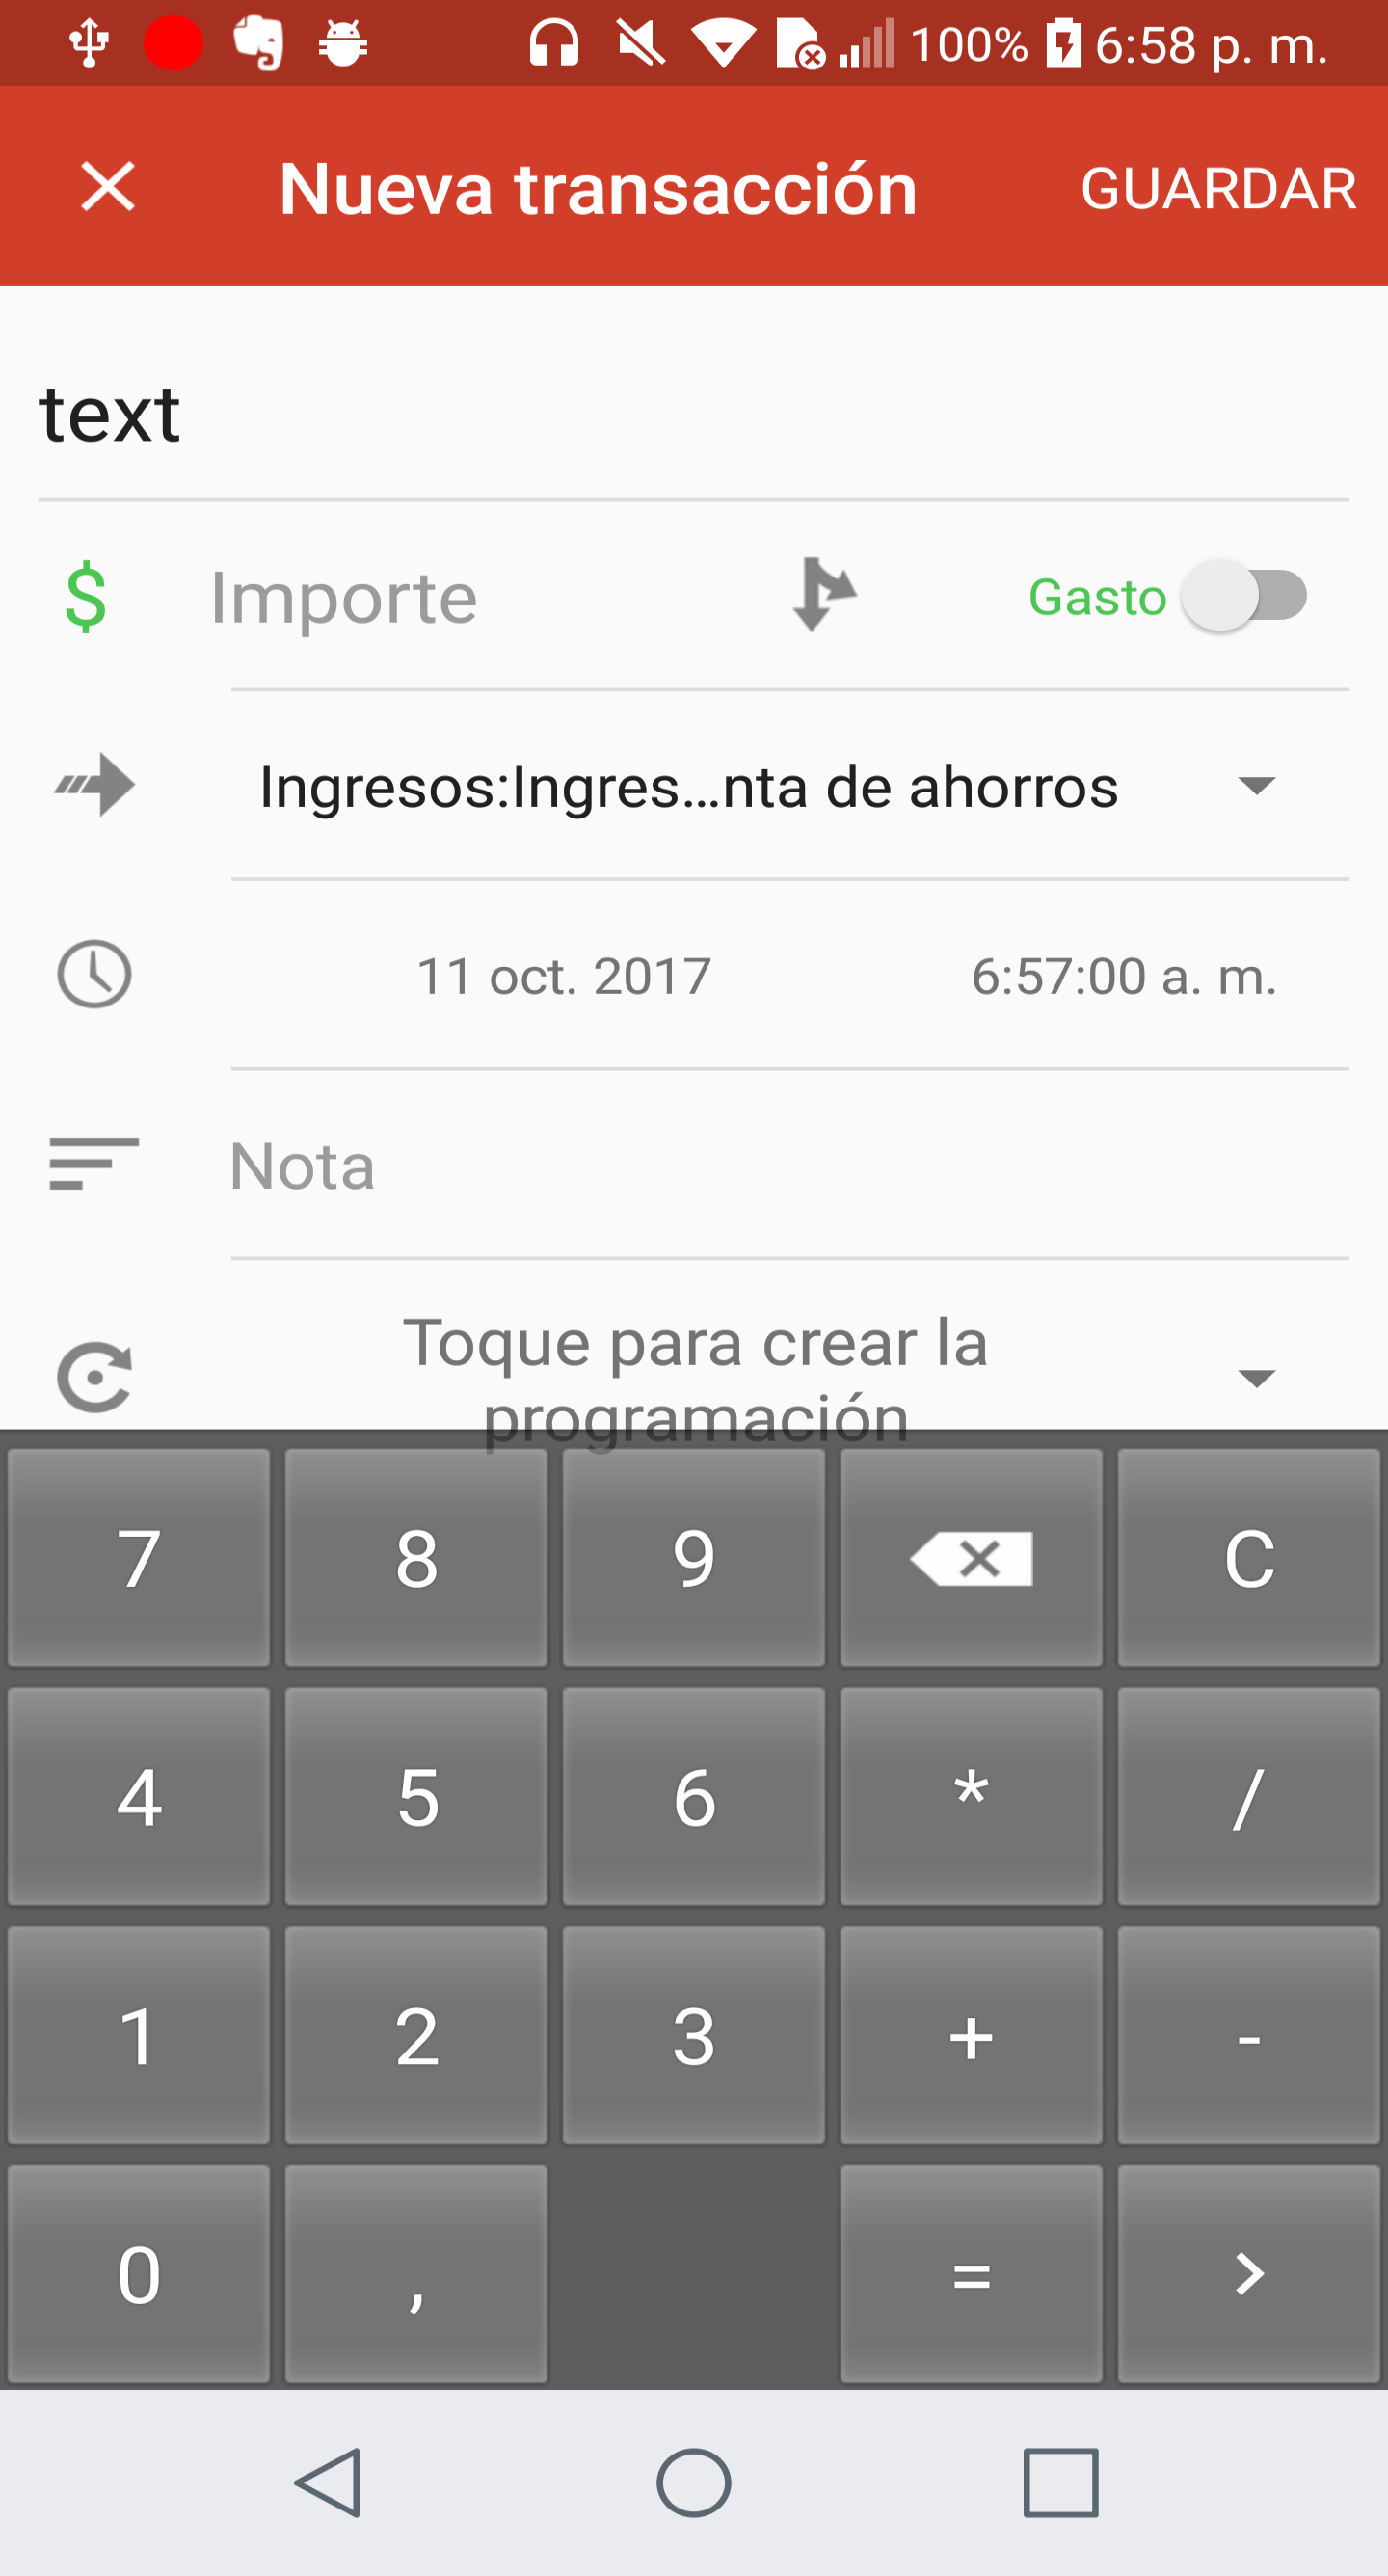 100% 6:58 p. m.
Nueva transacción GUARDAR
text
$ Importe Gasto
Ingresos:Ingres...nta de ahorros
11 oct. 2017 6:57:00 a. m.
Nota
Toque para crear la
programación
7 8 9 C
4 5 6 * /
1 2 3 + -
0 , = >